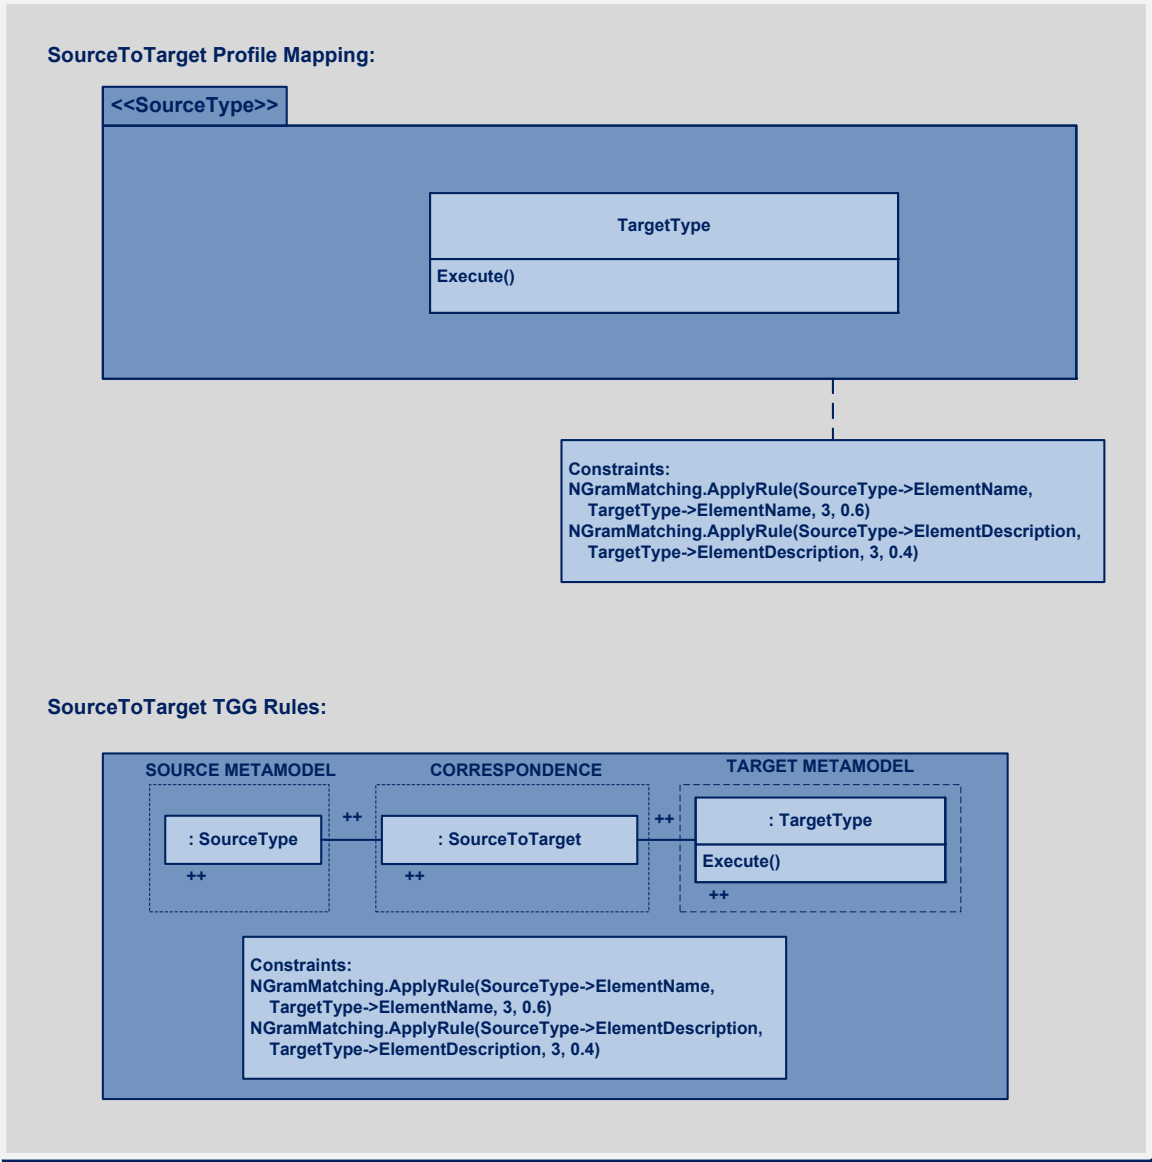 SourceToTarget Profile Mapping:
<<SourceType>>
TargetType
Execute()
Constraints:
NGramMatching.ApplyRule(SourceType->ElementName,
TargetType->ElementName, 3, 0.6)
NGramMatching.ApplyRule(SourceType->ElementDescription,
TargetType->ElementDescription, 3, 0.4)
SourceToTarget TGG Rules:
SOURCE METAMODEL
CORRESPONDENCE
TARGET METAMODEL
++
++
: SourceType
: SourceToTarget
: TargetType
Execute()
++
++
++
Constraints:
NGramMatching.ApplyRule(SourceType->ElementName,
TargetType->ElementName, 3, 0.6)
NGramMatching.ApplyRule(SourceType->ElementDescription,
TargetType->ElementDescription, 3, 0.4)